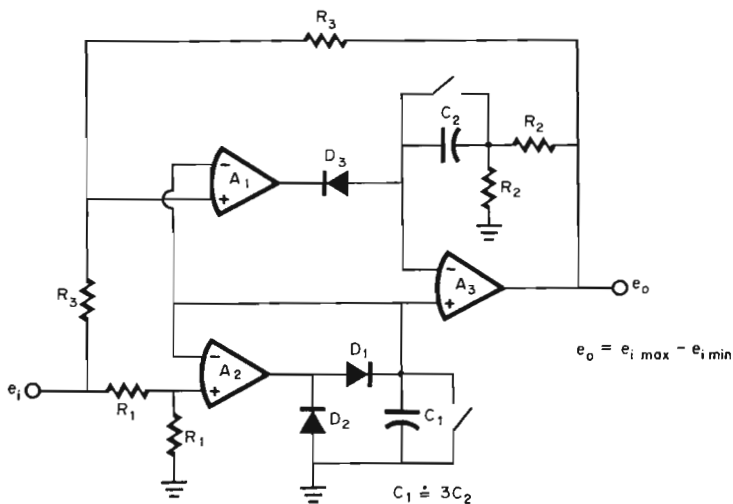 R3
C2
R2
D3
− A1 +
R2
R3
− A3 +
eo
eo = ei max − ei min
− A2 +
D1
ei
R1
R1
D2
C1
C1 ≐ 3C2